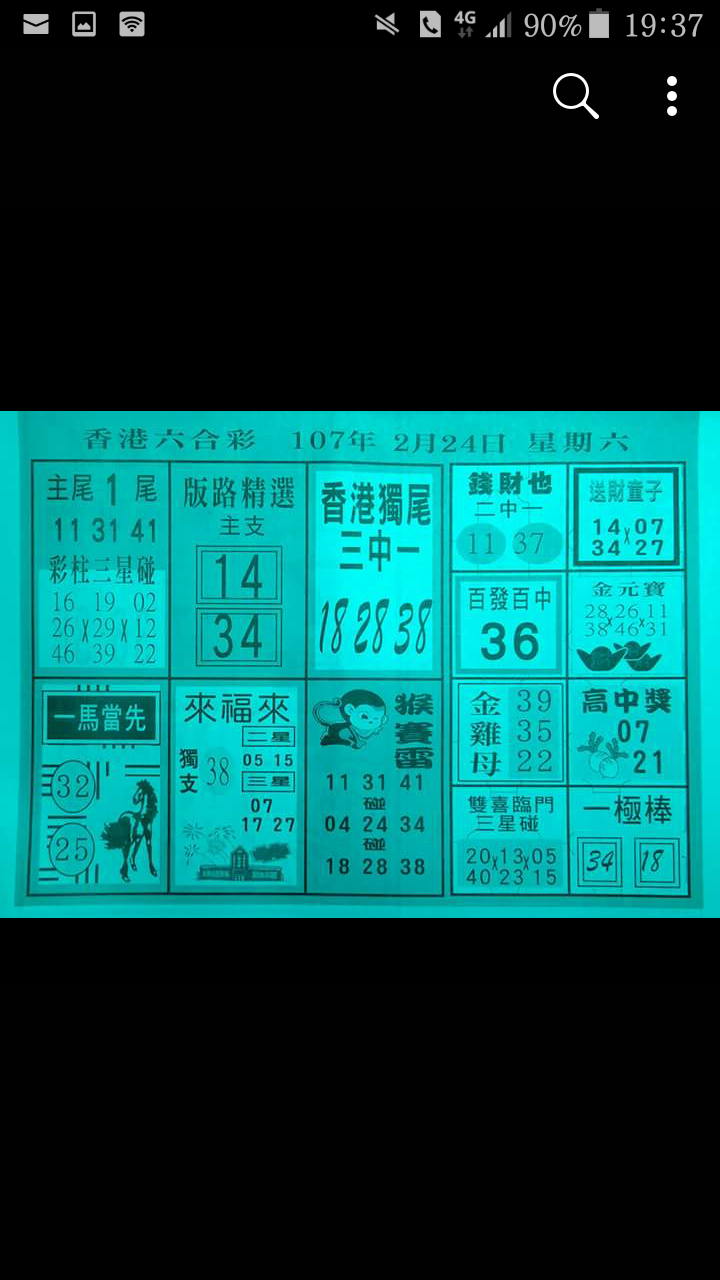 4G 90% 19:37
香港六合彩 107年 2月24日 星期六
主尾 1 尾
11 31 41
彩柱三星碰
16 19 02
26 x 29 x 12
46 39 22
版路精選
主支
14
34
香港獨尾
三中一
18 28 38
錢財也
二中一
11 37
送財童子
14 x 07
34 27
百發百中
36
金元寶
28 26 11
x x
38 46 31
一馬當先
32
25
來福來
獨支 38
二星
05 15
三星
07
17 27
猴賽雷
11 31 41
碰
04 24 34
碰
18 28 38
金雞母
39
35
22
高中獎
07
21
雙喜臨門
三星碰
20 x 13 x 05
40 23 15
一極棒
34 18